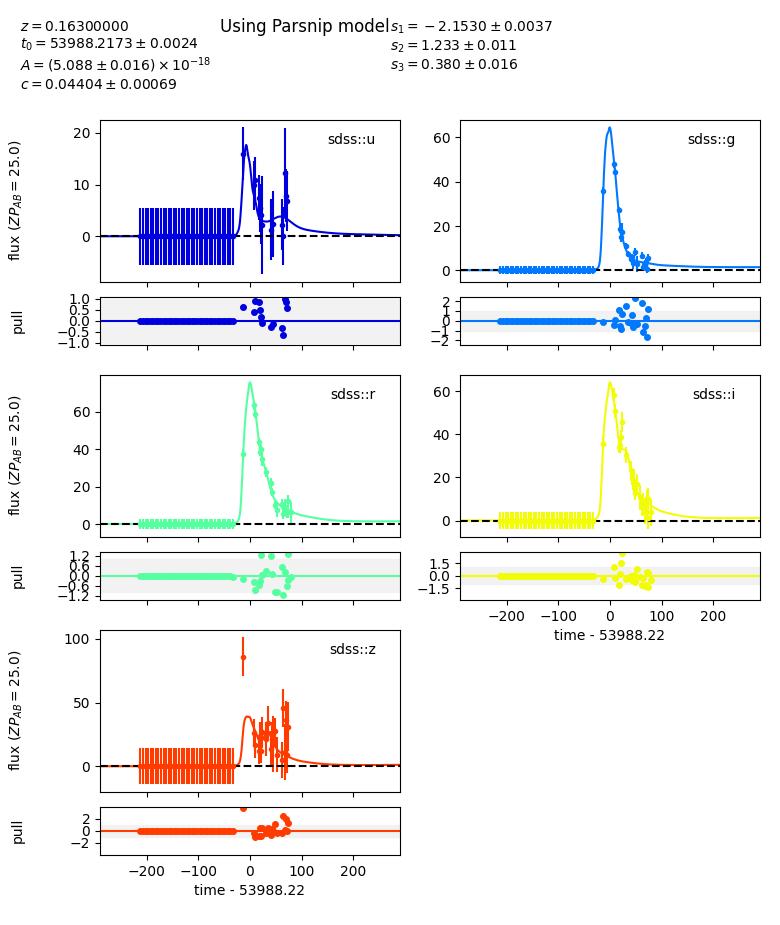 Using Parsnip model
z = 0.16300000
t0 = 53988.2173 ± 0.0024
A = (5.088 ± 0.016) × 10^-18
c = 0.04404 ± 0.00069
s1 = −2.1530 ± 0.0037
s2 = 1.233 ± 0.011
s3 = 0.380 ± 0.016
flux (ZP_AB = 25.0)
20
10
0
sdss::u
60
40
20
0
sdss::g
pull
1.0
0.5
0.0
−0.5
−1.0
2
1
0
−1
−2
flux (ZP_AB = 25.0)
60
40
20
0
sdss::r
60
40
20
0
sdss::i
pull
1.2
0.6
0.0
−0.6
−1.2
1.5
0.0
−1.5
−200 −100 0 100 200
time - 53988.22
flux (ZP_AB = 25.0)
100
50
0
sdss::z
pull
2
0
−2
−200 −100 0 100 200
time - 53988.22